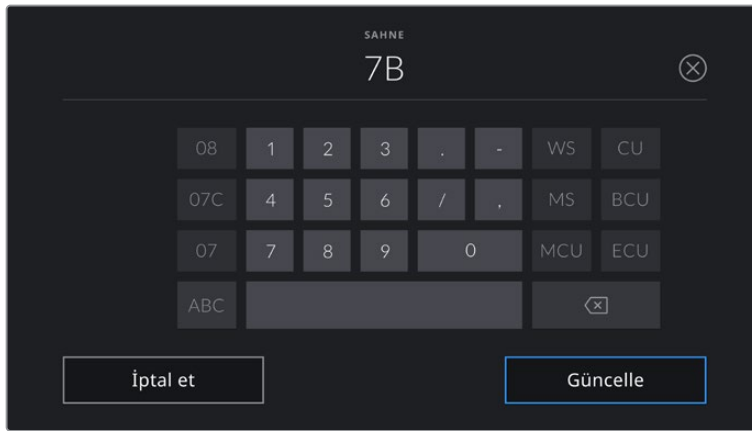 SAHNE
7B
08 1 2 3 . - WS CU
07C 4 5 6 / , MS BCU
07 7 8 9 0 MCU ECU
ABC
İptal et Güncelle